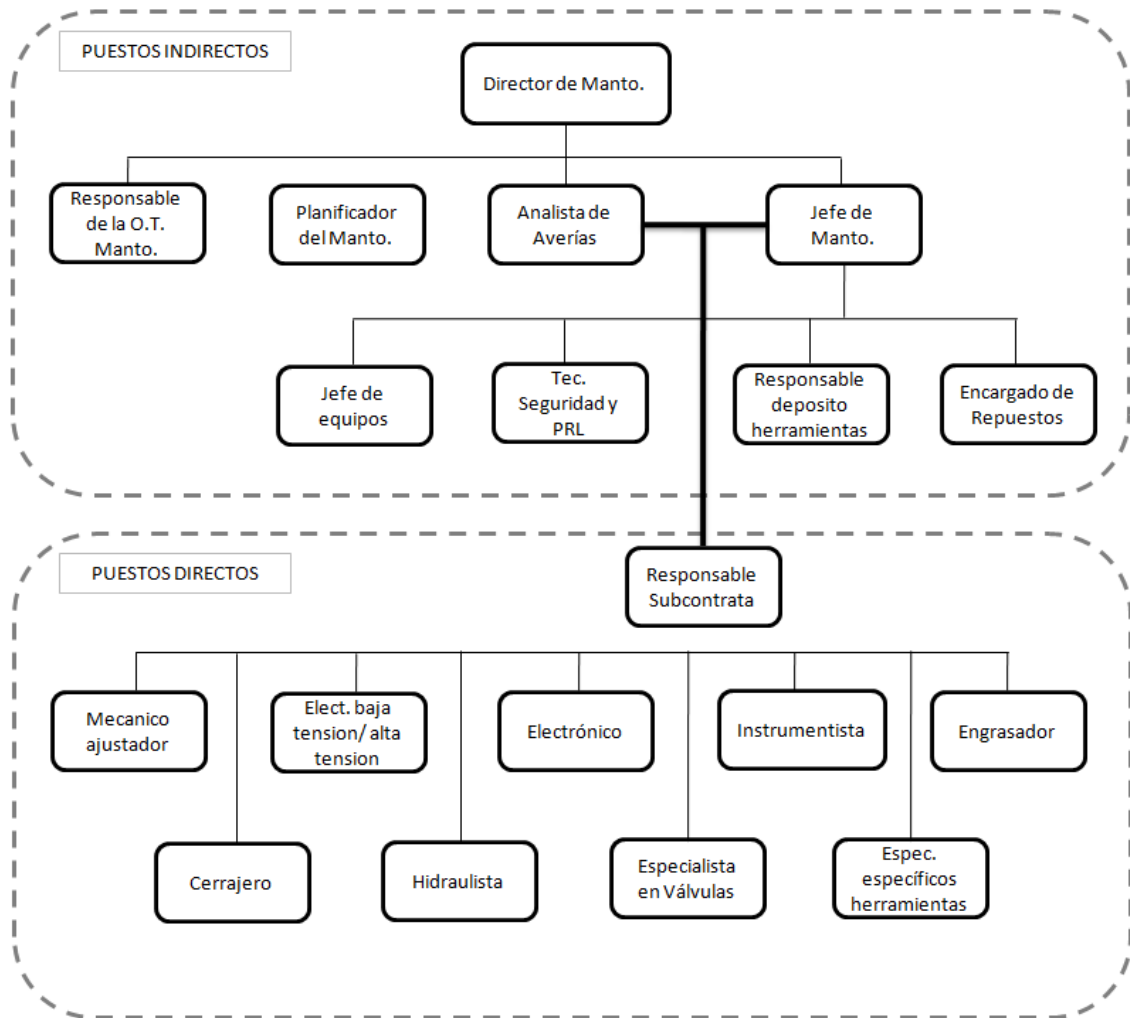 PUESTOS INDIRECTOS
Director de Manto.
Responsable
de la O.T.
Manto.
Planificador
del Manto.
Analista de
Averías
Jefe de
Manto.
Jefe de
equipos
Tec.
Seguridad y
PRL
Responsable
deposito
herramientas
Encargado de
Repuestos
PUESTOS DIRECTOS
Responsable
Subcontrata
Mecanico
ajustador
Elect. baja
tension/ alta
tension
Electrónico
Instrumentista
Engrasador
Cerrajero
Hidraulista
Especialista
en Válvulas
Espec.
específicos
herramientas